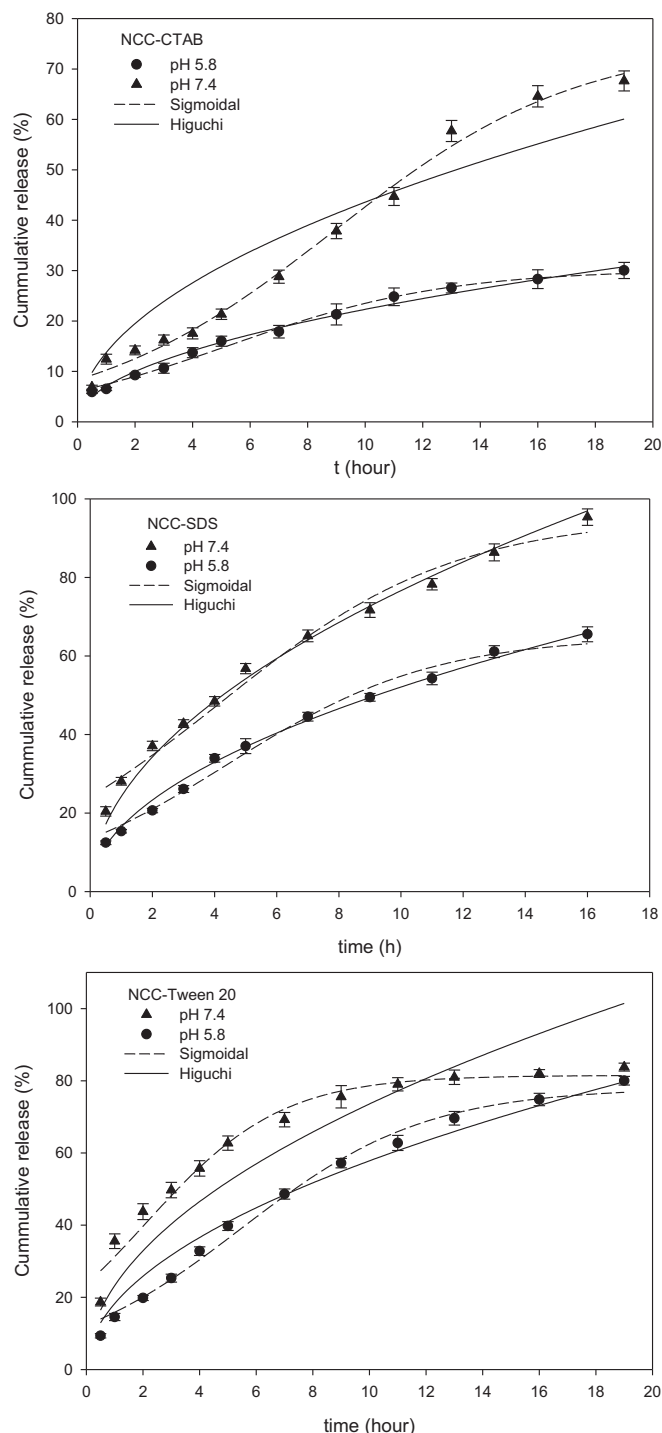 80
70
60
50
40
30
20
10
0
Cummulative release (%)
NCC-CTAB
pH 5.8
pH 7.4
Sigmoidal
Higuchi
0 2 4 6 8 10 12 14 16 18 20
t (hour)
100
80
60
40
20
0
Cummulative release (%)
NCC-SDS
pH 7.4
pH 5.8
Sigmoidal
Higuchi
0 2 4 6 8 10 12 14 16 18
time (h)
100
80
60
40
20
0
Cummulative release (%)
NCC-Tween 20
pH 7.4
pH 5.8
Sigmoidal
Higuchi
0 2 4 6 8 10 12 14 16 18 20
time (hour)